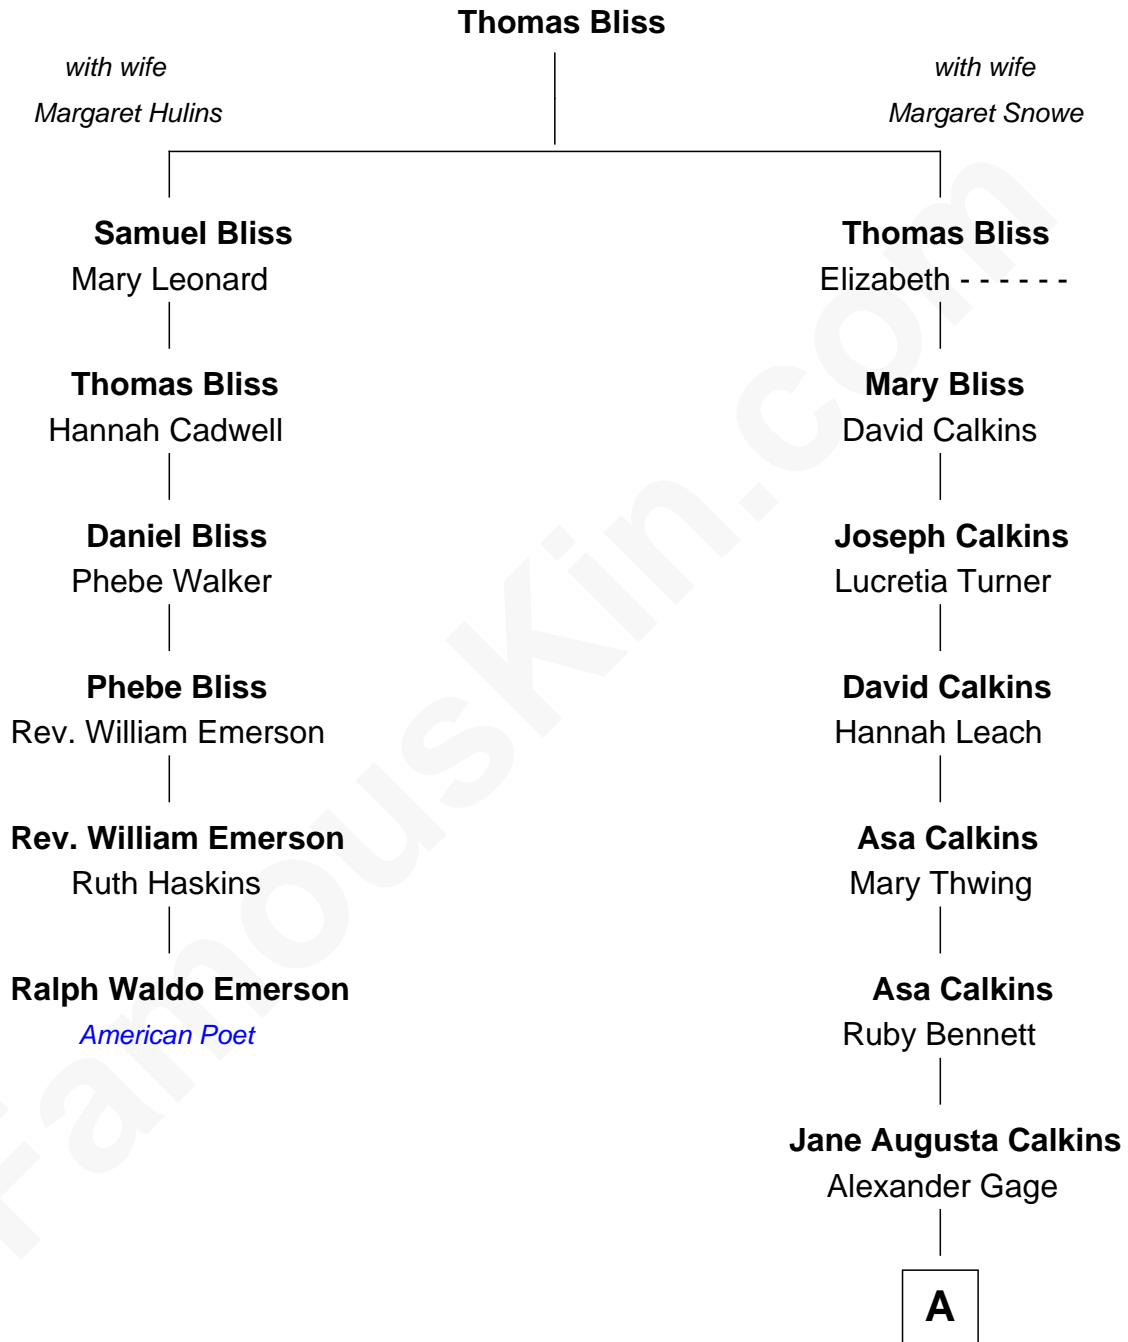 Thomas Bliss
with wife
Margaret Hulins
with wife
Margaret Snowe
Samuel Bliss
Mary Leonard
Thomas Bliss
Elizabeth - - - - - -
Thomas Bliss
Hannah Cadwell
Mary Bliss
David Calkins
Daniel Bliss
Phebe Walker
Joseph Calkins
Lucretia Turner
Phebe Bliss
Rev. William Emerson
David Calkins
Hannah Leach
Rev. William Emerson
Ruth Haskins
Asa Calkins
Mary Thwing
Ralph Waldo Emerson
American Poet
Asa Calkins
Ruby Bennett
Jane Augusta Calkins
Alexander Gage
A
FamousKin.com